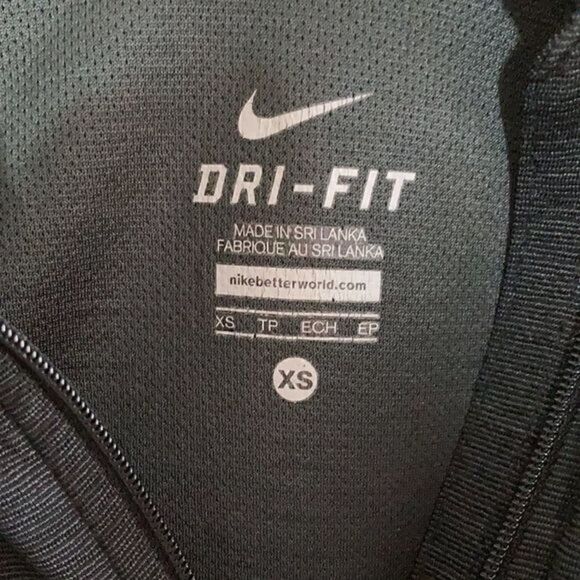 DRI-FIT
MADE IN SRI LANKA
FABRIQUE AU SRI LANKA
nikebetterworld.com
XS TP ECH EP
XS